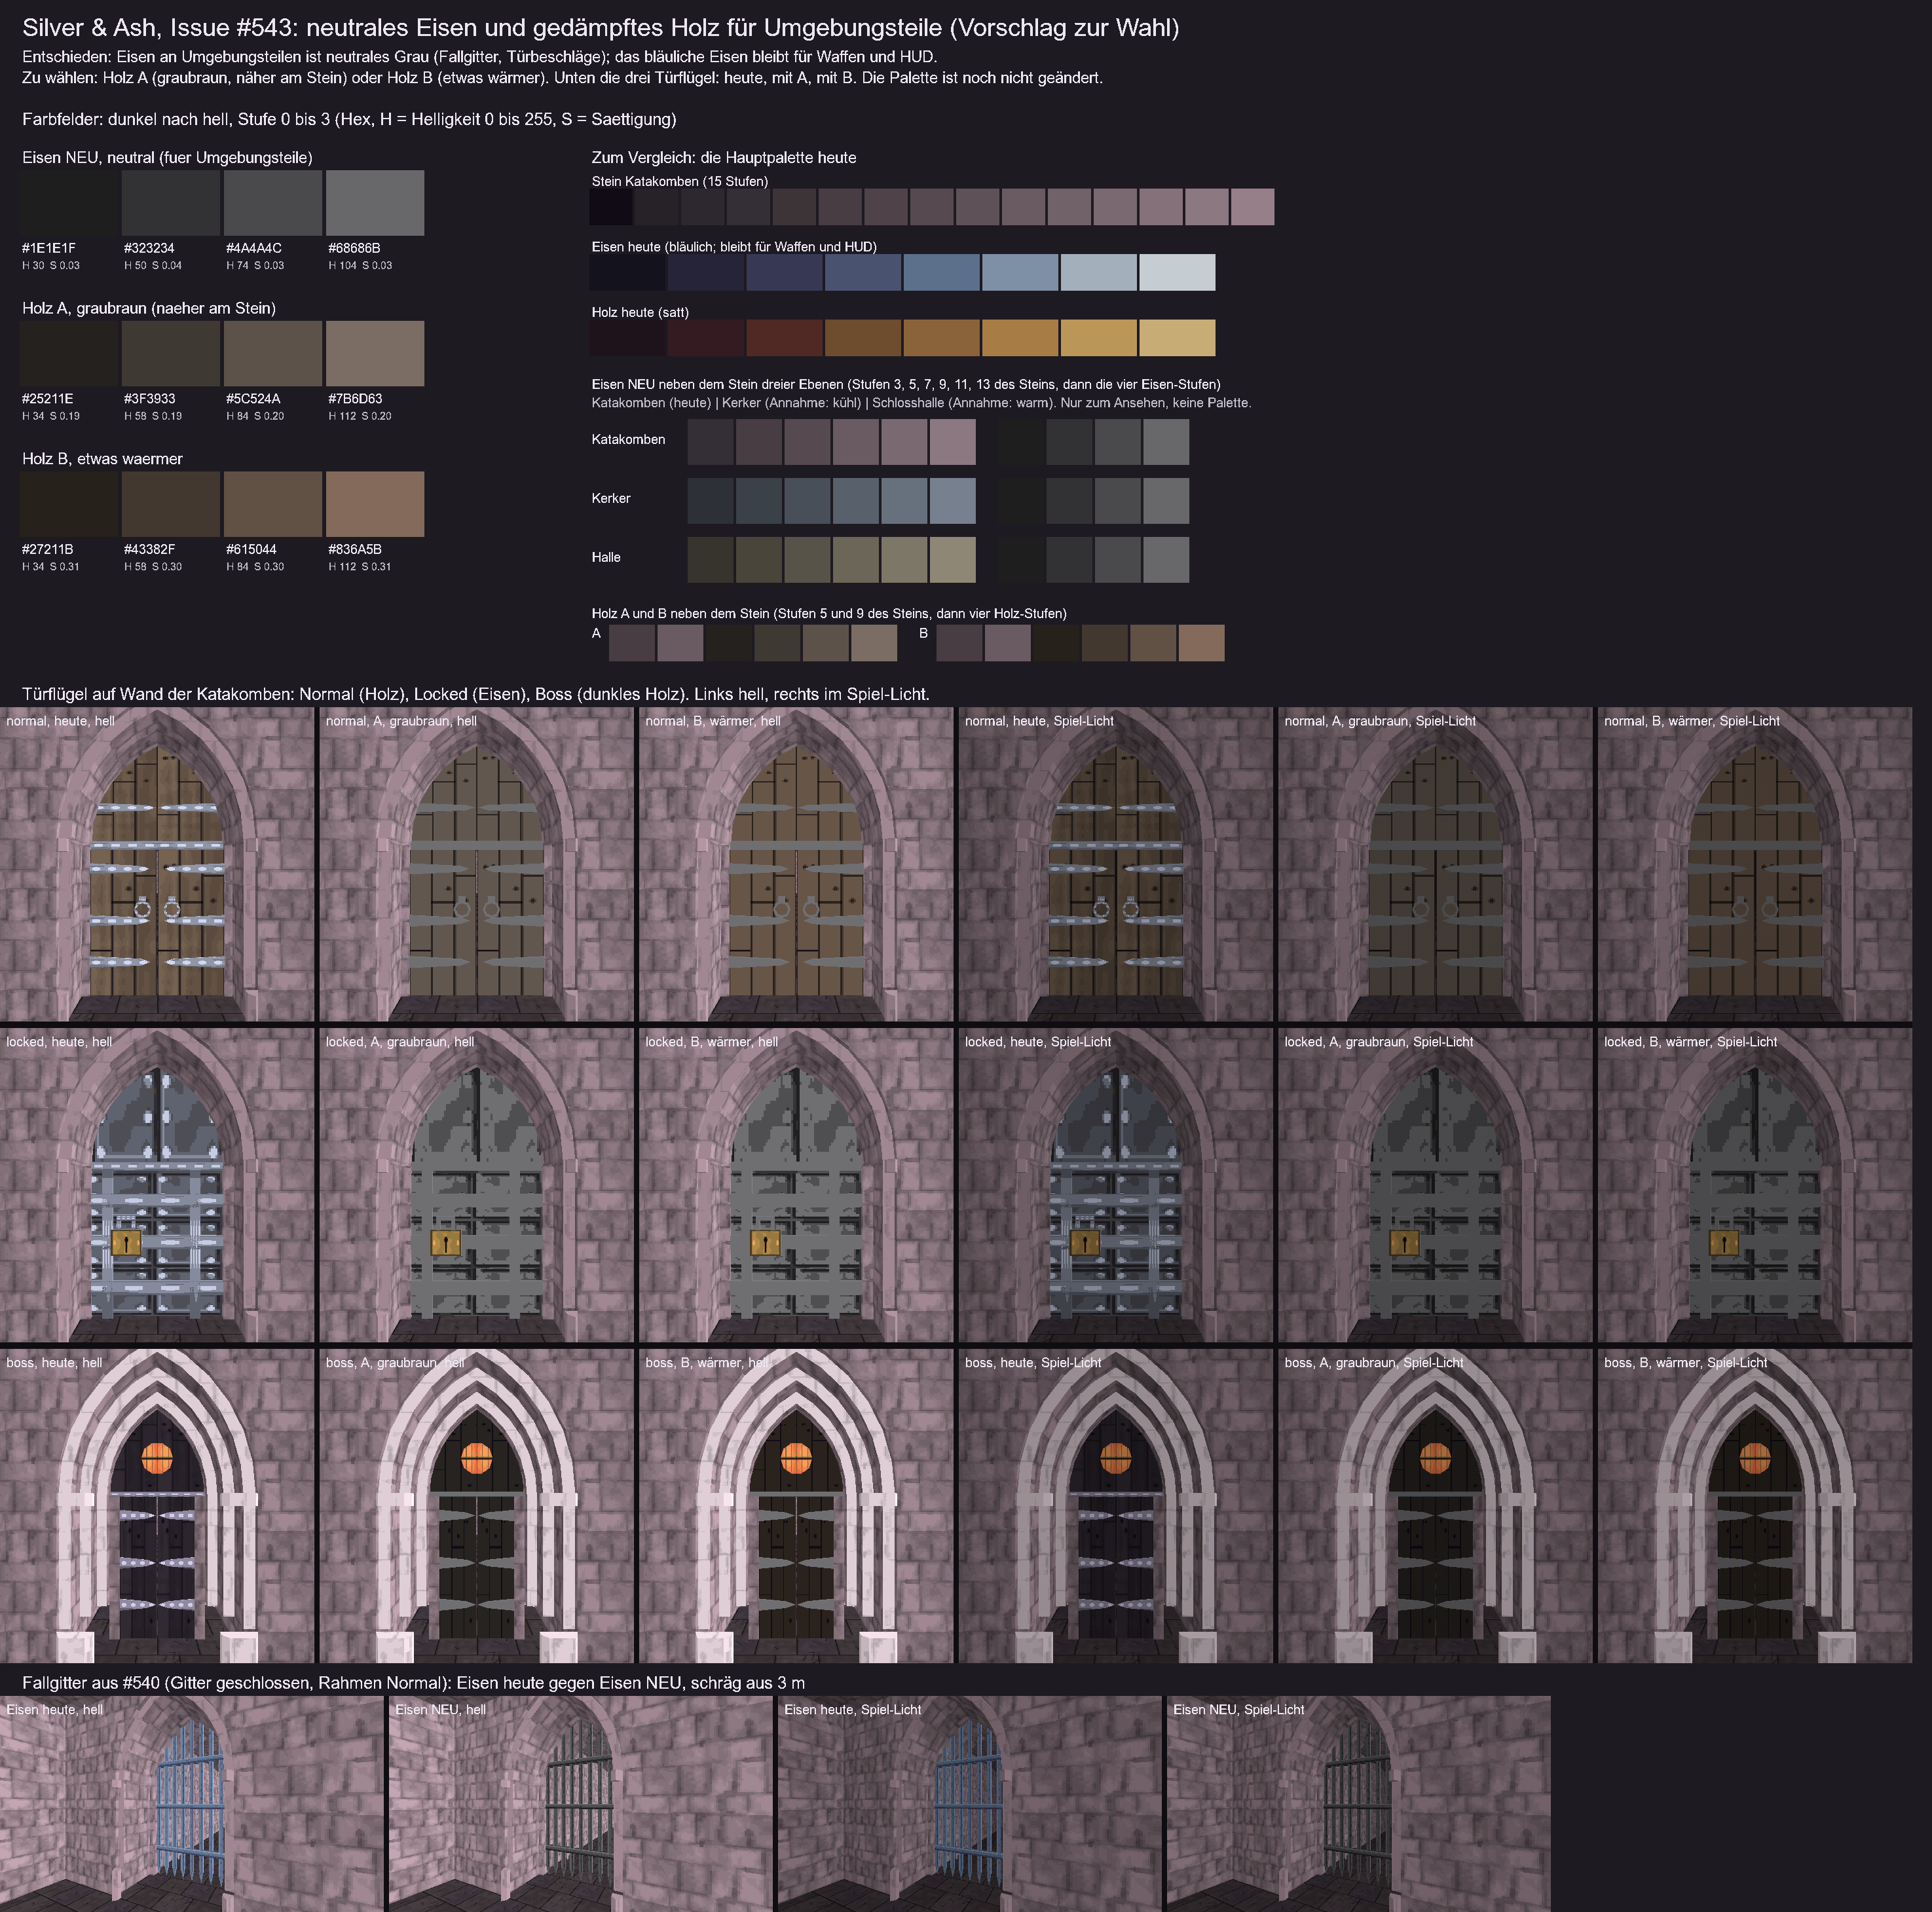 Silver & Ash, Issue #543: neutrales Eisen und gedämpftes Holz für Umgebungsteile (Vorschlag zur Wahl)
Entschieden: Eisen an Umgebungsteilen ist neutrales Grau (Fallgitter, Türbeschläge); das bläuliche Eisen bleibt für Waffen und HUD.
Zu wählen: Holz A (graubraun, näher am Stein) oder Holz B (etwas wärmer). Unten die drei Türflügel: heute, mit A, mit B. Die Palette ist noch nicht geändert.
Farbfelder: dunkel nach hell, Stufe 0 bis 3 (Hex, H = Helligkeit 0 bis 255, S = Saettigung)
Eisen NEU, neutral (fuer Umgebungsteile)
#1E1E1F #323234 #4A4A4C #68686B
H 30 S 0.03 H 50 S 0.04 H 74 S 0.03 H 104 S 0.03
Holz A, graubraun (naeher am Stein)
#25211E #3F3933 #5C524A #7B6D63
H 34 S 0.19 H 58 S 0.19 H 84 S 0.20 H 112 S 0.20
Holz B, etwas waermer
#27211B #43382F #615044 #836A5B
H 34 S 0.31 H 58 S 0.30 H 84 S 0.30 H 112 S 0.31
Zum Vergleich: die Hauptpalette heute
Stein Katakomben (15 Stufen)
Eisen heute (bläulich; bleibt für Waffen und HUD)
Holz heute (satt)
Eisen NEU neben dem Stein dreier Ebenen (Stufen 3, 5, 7, 9, 11, 13 des Steins, dann die vier Eisen-Stufen)
Katakomben (heute) | Kerker (Annahme: kühl) | Schlosshalle (Annahme: warm). Nur zum Ansehen, keine Palette.
Katakomben
Kerker
Halle
Holz A und B neben dem Stein (Stufen 5 und 9 des Steins, dann vier Holz-Stufen)
A B
Türflügel auf Wand der Katakomben: Normal (Holz), Locked (Eisen), Boss (dunkles Holz). Links hell, rechts im Spiel-Licht.
normal, heute, hell normal, A, graubraun, hell normal, B, wärmer, hell normal, heute, Spiel-Licht normal, A, graubraun, Spiel-Licht normal, B, wärmer, Spiel-Licht
locked, heute, hell locked, A, graubraun, hell locked, B, wärmer, hell locked, heute, Spiel-Licht locked, A, graubraun, Spiel-Licht locked, B, wärmer, Spiel-Licht
boss, heute, hell boss, A, graubraun, hell boss, B, wärmer, hell boss, heute, Spiel-Licht boss, A, graubraun, Spiel-Licht boss, B, wärmer, Spiel-Licht
Fallgitter aus #540 (Gitter geschlossen, Rahmen Normal): Eisen heute gegen Eisen NEU, schräg aus 3 m
Eisen heute, hell Eisen NEU, hell Eisen heute, Spiel-Licht Eisen NEU, Spiel-Licht